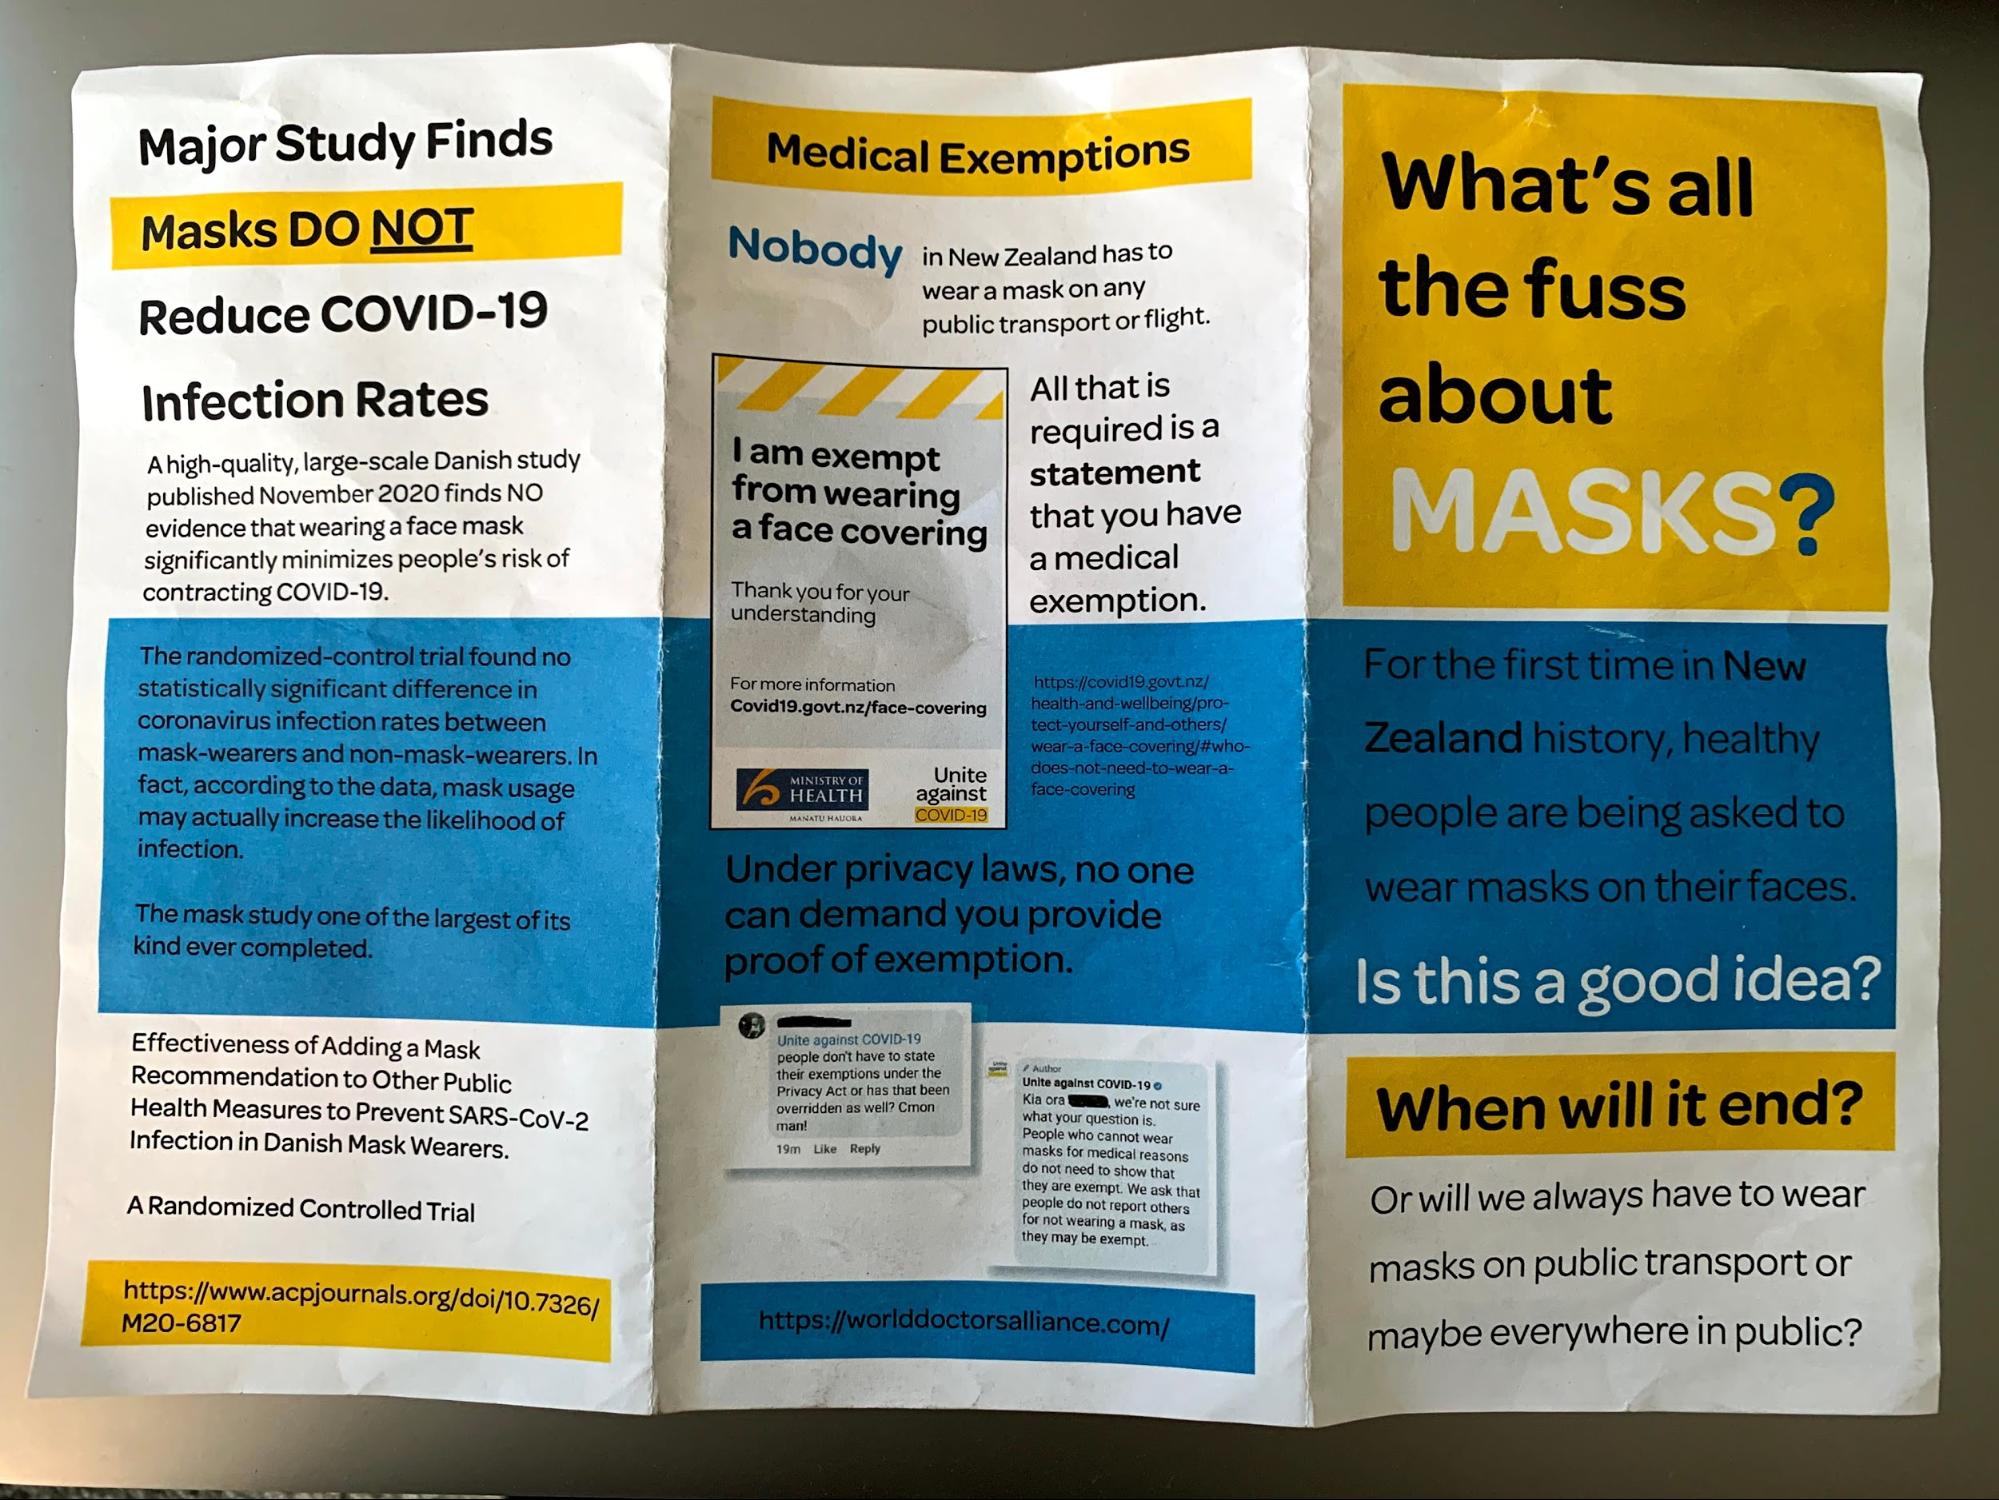 Major Study Finds
Masks DO NOT
Reduce COVID-19
Infection Rates
A high-quality, large-scale Danish study
published November 2020 finds NO
evidence that wearing a face mask
significantly minimizes people's risk of
contracting COVID-19.
The randomized-control trial found no
statistically significant difference in
coronavirus infection rates between
mask-wearers and non-mask-wearers. In
fact, according to the data, mask usage
may actually increase the likelihood of
infection.
The mask study one of the largest of its
kind ever completed.
Effectiveness of Adding a Mask
Recommendation to Other Public
Health Measures to Prevent SARS-CoV-2
Infection in Danish Mask Wearers.
A Randomized Controlled Trial
https://www.acpjournals.org/doi/10.7326/
M20-6817
Medical Exemptions
Nobody in New Zealand has to
wear a mask on any
public transport or flight.
I am exempt
from wearing
a face covering
Thank you for your
understanding
For more information
Covid19.govt.nz/face-covering
MINISTRY OF
HEALTH
MANATŪ HAUORA
Unite
against
COVID-19
All that is
required is a
statement
that you have
a medical
exemption.
https://covid19.govt.nz/
health-and-wellbeing/pro-
tect-yourself-and-others/
wear-a-face-covering/#who-
does-not-need-to-wear-a-
face-covering
Under privacy laws, no one
can demand you provide
proof of exemption.
Unite against COVID-19
people don't have to state
their exemptions under the
Privacy Act or has that been
overridden as well? Cmon
man!
19m Like Reply
Author
Unite against COVID-19
Kia ora , we're not sure
what your question is.
People who cannot wear
masks for medical reasons
do not need to show that
they are exempt. We ask that
people do not report others
for not wearing a mask, as
they may be exempt.
https://worlddoctorsalliance.com/
What's all
the fuss
about
MASKS?
For the first time in New
Zealand history, healthy
people are being asked to
wear masks on their faces.
Is this a good idea?
When will it end?
Or will we always have to wear
masks on public transport or
maybe everywhere in public?